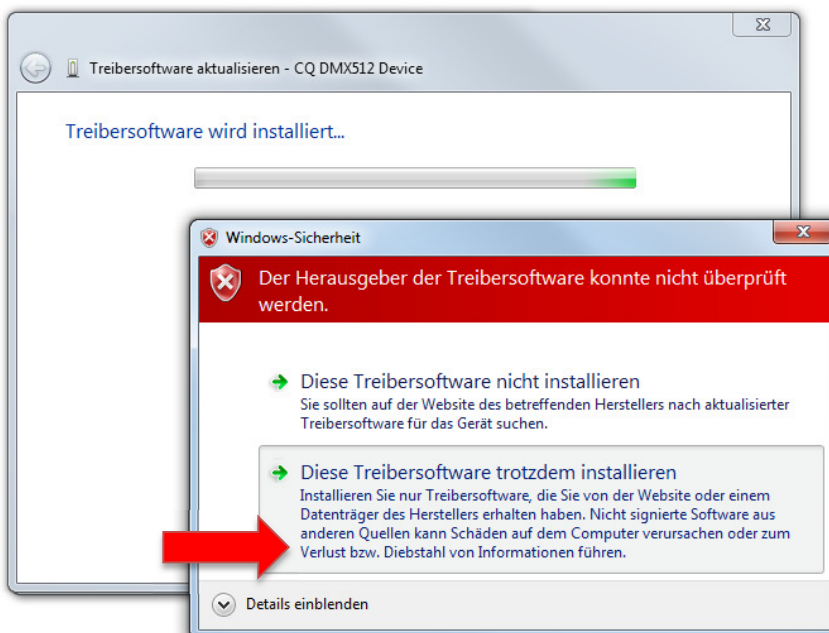 Treibersoftware aktualisieren - CQ DMX512 Device
Treibersoftware wird installiert...
Windows-Sicherheit
Der Herausgeber der Treibersoftware konnte nicht überprüft
werden.
Diese Treibersoftware nicht installieren
Sie sollten auf der Website des betreffenden Herstellers nach aktualisierter
Treibersoftware für das Gerät suchen.
Diese Treibersoftware trotzdem installieren
Installieren Sie nur Treibersoftware, die Sie von der Website oder einem
Datenträger des Herstellers erhalten haben. Nicht signierte Software aus
anderen Quellen kann Schäden auf dem Computer verursachen oder zum
Verlust bzw. Diebstahl von Informationen führen.
Details einblenden